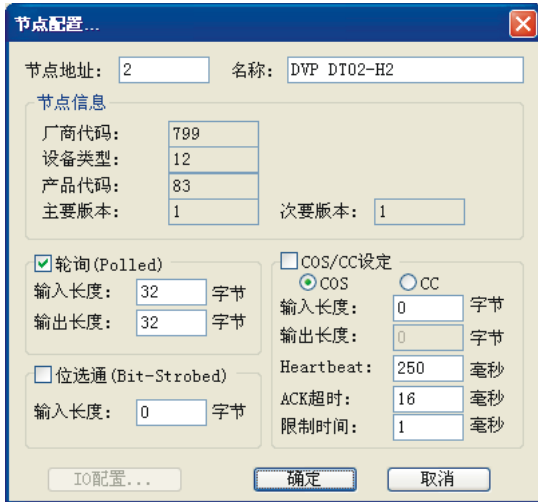 节点配置...
节点地址: 2 名称: DVP DT02-H2
节点信息
厂商代码: 799
设备类型: 12
产品代码: 83
主要版本: 1 次要版本: 1
轮询(Polled)
输入长度: 32 字节
输出长度: 32 字节
位选通(Bit-Strobed)
输入长度: 0 字节
COS/CC设定
COS CC
输入长度: 0 字节
输出长度: 0 字节
Heartbeat: 250 毫秒
ACK超时: 16 毫秒
限制时间: 1 毫秒
IO配置... 确定 取消